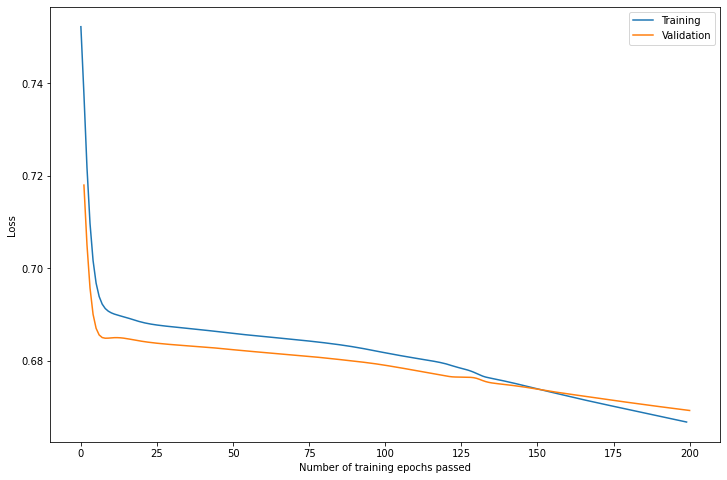 Training
Validation
0.74
0.72
0.70
0.68
Loss
0 25 50 75 100 125 150 175 200
Number of training epochs passed